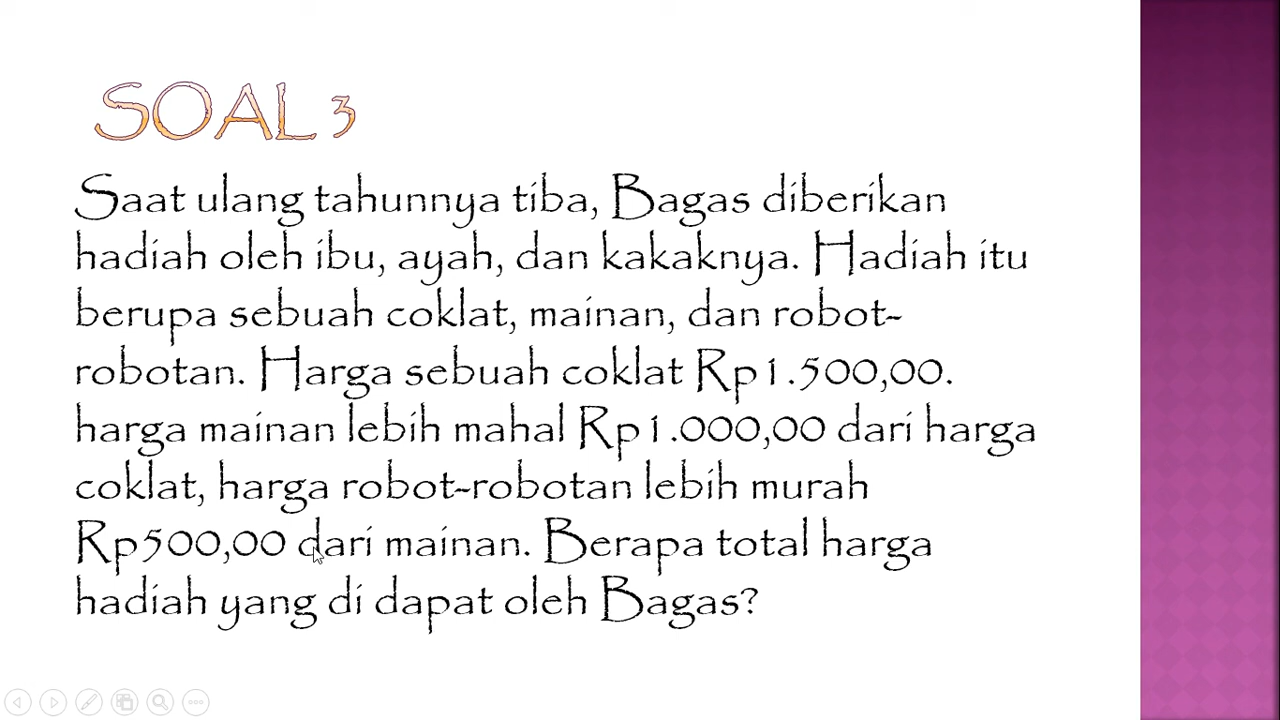 SOAL 3
Saat ulang tahunnya tiba, Bagas diberikan
hadiah oleh ibu, ayah, dan kakaknya. Hadiah itu
berupa sebuah coklat, mainan, dan robot-
robotan. Harga sebuah coklat Rp1.500,00.
harga mainan lebih mahal Rp1.000,00 dari harga
coklat, harga robot-robotan lebih murah
Rp500,00 dari mainan. Berapa total harga
hadiah yang di dapat oleh Bagas?